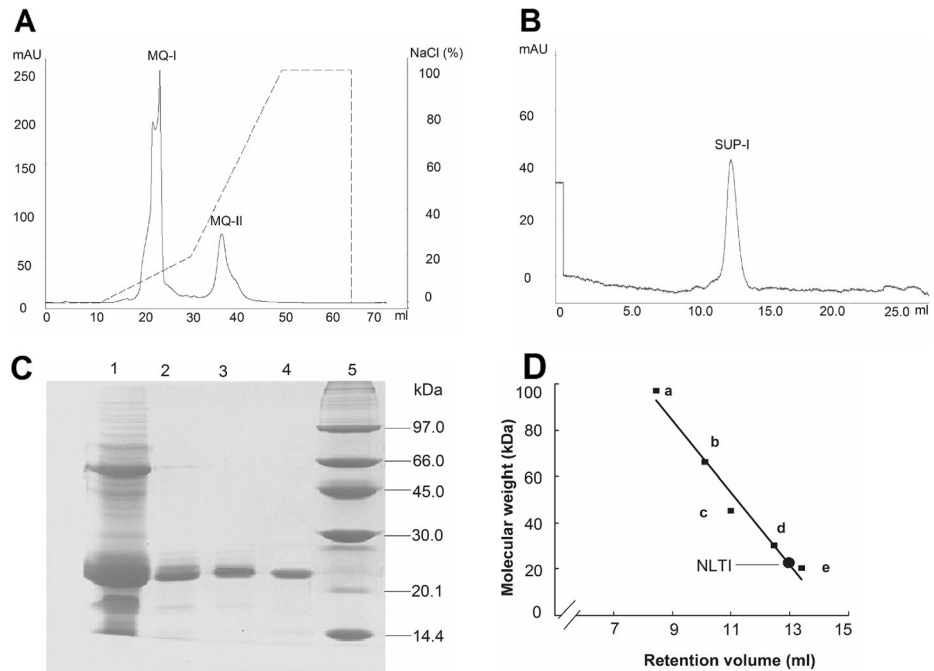 A
mAU
MQ-I
NaCl (%)
250
200
150
100
50
0
MQ-II
100
80
60
40
20
0
0 10 20 30 40 50 60 70 ml
B
mAU
60
40
20
0
SUP-I
0 5.0 10.0 15.0 20.0 25.0 ml
C
1 2 3 4 5
kDa
97.0
66.0
45.0
30.0
20.1
14.4
D
Molecular weight (kDa)
100
80
60
40
20
0
a
b
c
d
NLTI
e
7 9 11 13 15
Retention volume (ml)